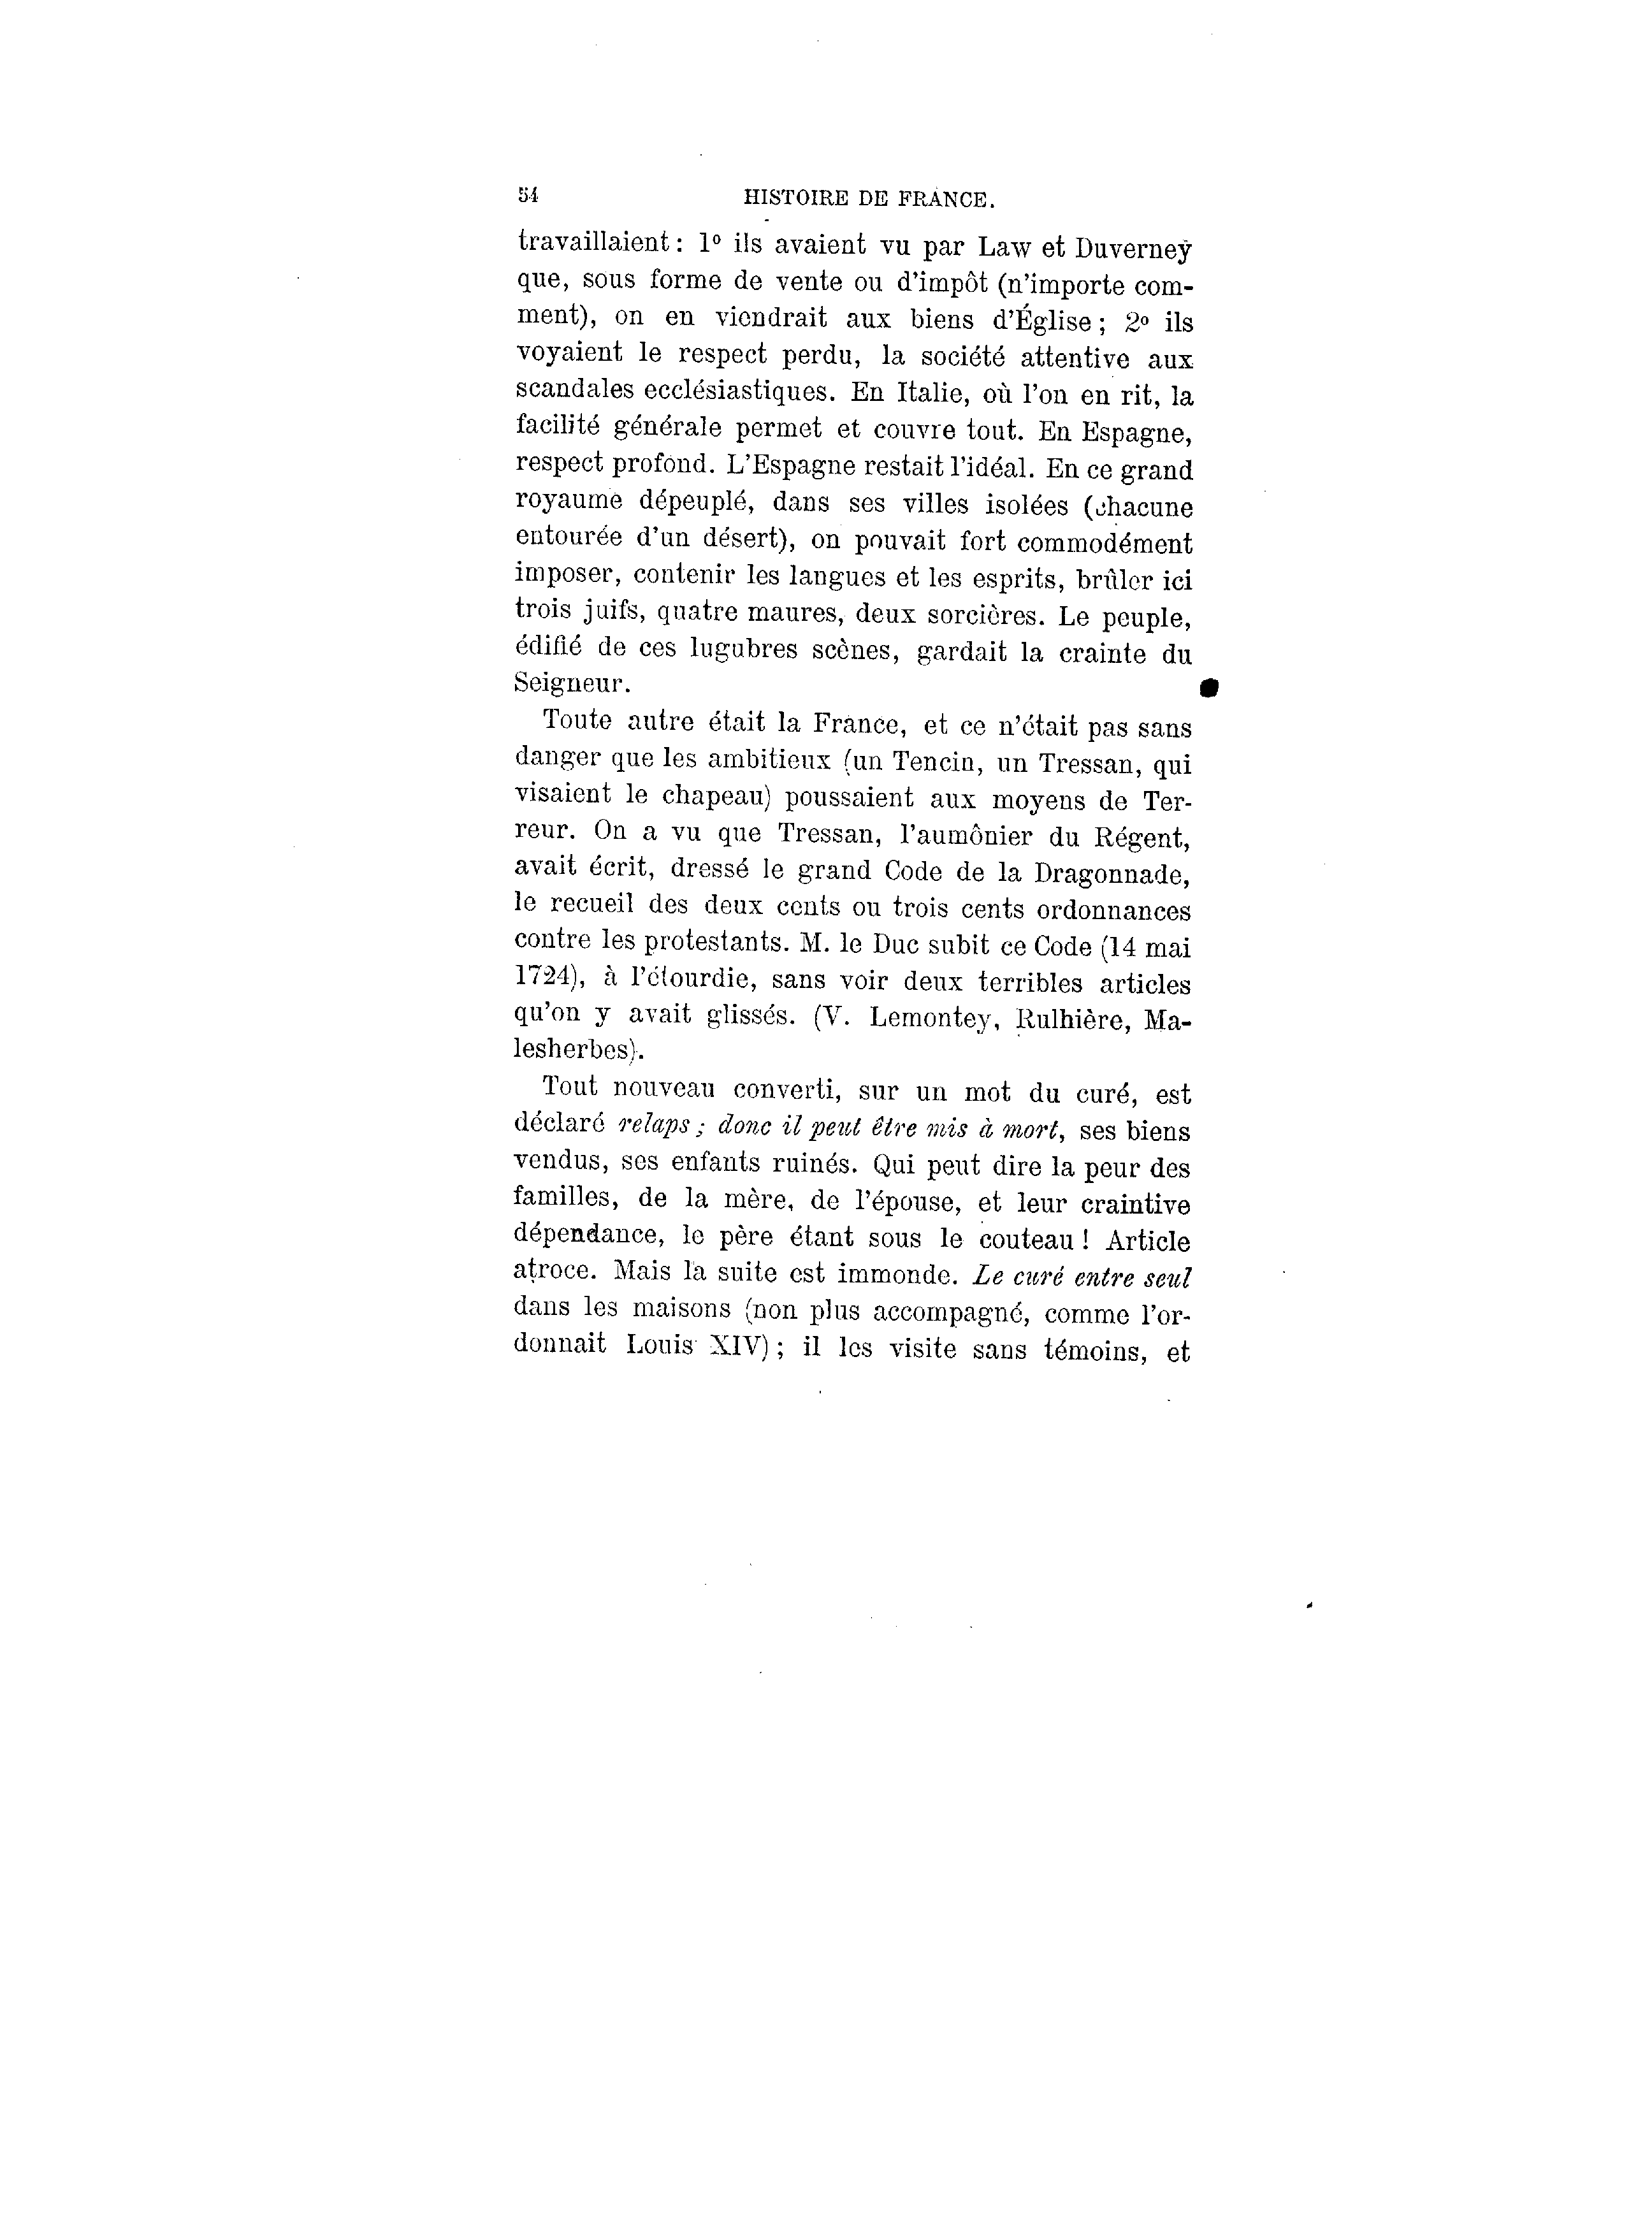 54 HISTOIRE DE FRANCE.
travaillaient : 1º ils avaient vu par Law et Duverney
que, sous forme de vente ou d'impôt (n'importe com-
ment), on en viendrait aux biens d'Église ; 2º ils
voyaient le respect perdu, la société attentive aux
scandales ecclésiastiques. En Italie, où l'on en rit, la
facilité générale permet et couvre tout. En Espagne,
respect profond. L'Espagne restait l'idéal. En ce grand
royaume dépeuplé, dans ses villes isolées (chacune
entourée d'un désert), on pouvait fort commodément
imposer, contenir les langues et les esprits, brûler ici
trois juifs, quatre maures, deux sorcières. Le peuple,
édifié de ces lugubres scènes, gardait la crainte du
Seigneur.
Toute autre était la France, et ce n'était pas sans
danger que les ambitieux (un Tencin, un Tressan, qui
visaient le chapeau) poussaient aux moyens de Ter-
reur. On a vu que Tressan, l'aumônier du Régent,
avait écrit, dressé le grand Code de la Dragonnade,
le recueil des deux cents ou trois cents ordonnances
contre les protestants. M. le Duc subit ce Code (14 mai
1724), à l'étourdie, sans voir deux terribles articles
qu'on y avait glissés. (V. Lemontey, Rulhière, Ma-
lesherbes).
Tout nouveau converti, sur un mot du curé, est
déclaré relaps ; donc il peut être mis à mort, ses biens
vendus, ses enfants ruinés. Qui peut dire la peur des
familles, de la mère, de l'épouse, et leur craintive
dépendance, le père étant sous le couteau ! Article
atroce. Mais la suite est immonde. Le curé entre seul
dans les maisons (non plus accompagné, comme l'or-
donnait Louis XIV) ; il les visite sans témoins, et